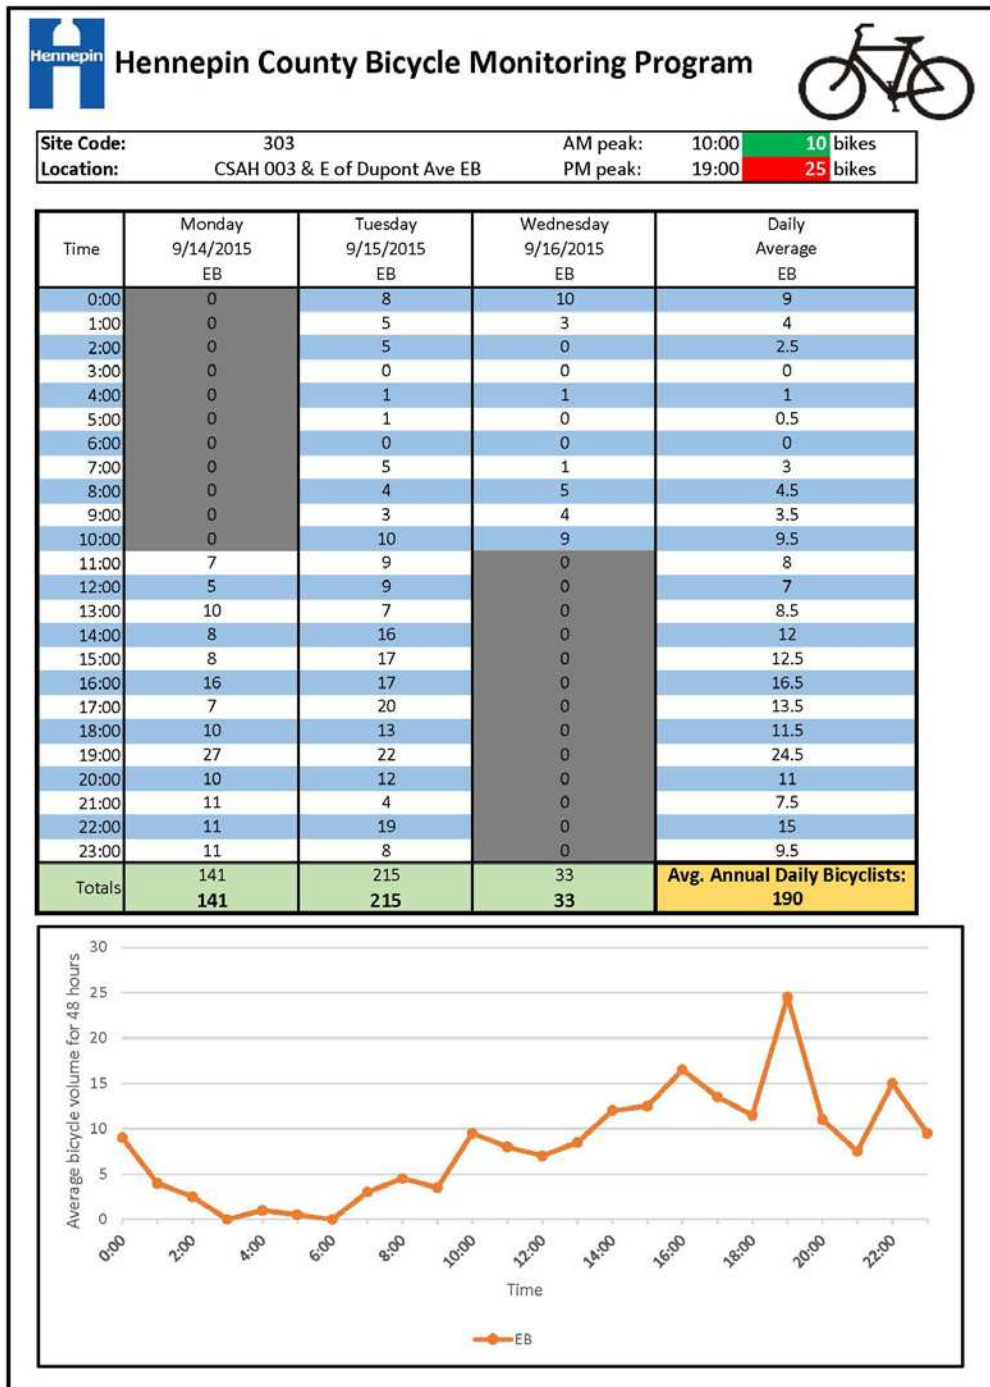 Hennepin
Hennepin County Bicycle Monitoring Program
Site Code: 303 AM peak: 10:00 10 bikes
Location: CSAH 003 & E of Dupont Ave EB PM peak: 19:00 25 bikes
Time Monday Tuesday Wednesday Daily
9/14/2015 9/15/2015 9/16/2015 Average
EB EB EB EB
0:00 0 8 10 9
1:00 0 5 3 4
2:00 0 5 0 2.5
3:00 0 0 0 0
4:00 0 1 1 1
5:00 0 1 0 0.5
6:00 0 0 0 0
7:00 0 5 1 3
8:00 0 4 5 4.5
9:00 0 3 4 3.5
10:00 0 10 9 9.5
11:00 7 9 0 8
12:00 5 9 0 7
13:00 10 7 0 8.5
14:00 8 16 0 12
15:00 8 17 0 12.5
16:00 16 17 0 16.5
17:00 7 20 0 13.5
18:00 10 13 0 11.5
19:00 27 22 0 24.5
20:00 10 12 0 11
21:00 11 4 0 7.5
22:00 11 19 0 15
23:00 11 8 0 9.5
Totals 141 215 33 Avg. Annual Daily Bicyclists:
141 215 33 190
Average bicycle volume for 48 hours
30
25
20
15
10
5
0
0:00 2:00 4:00 6:00 8:00 10:00 12:00 14:00 16:00 18:00 20:00 22:00
Time
EB